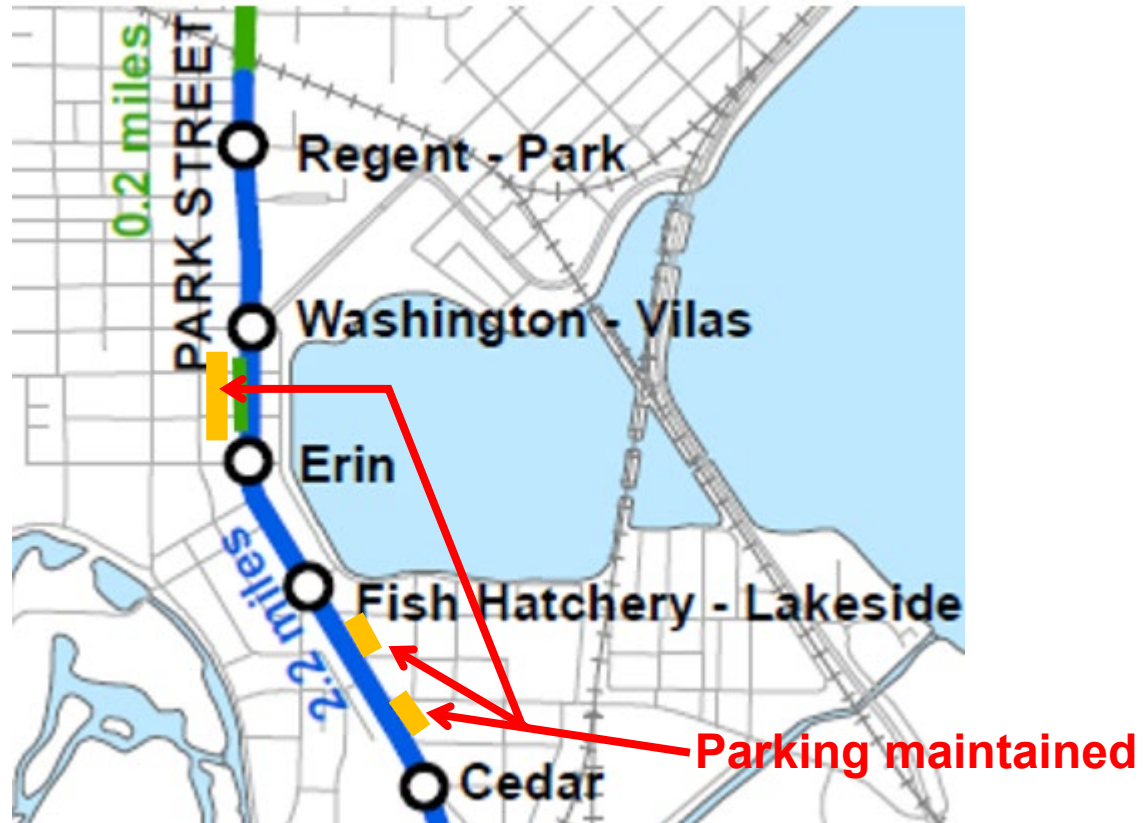 0.2 miles
PARK STREET
Regent - Park
Washington - Vilas
Erin
2.2 miles
Fish Hatchery - Lakeside
Cedar
Parking maintained